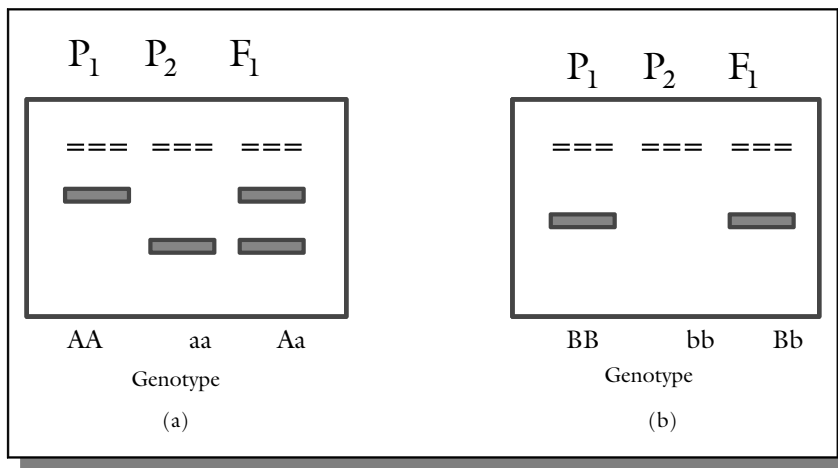 P1 P2 F1
=== === ===
AA aa Aa
Genotype
(a)
P1 P2 F1
=== === ===
BB bb Bb
Genotype
(b)